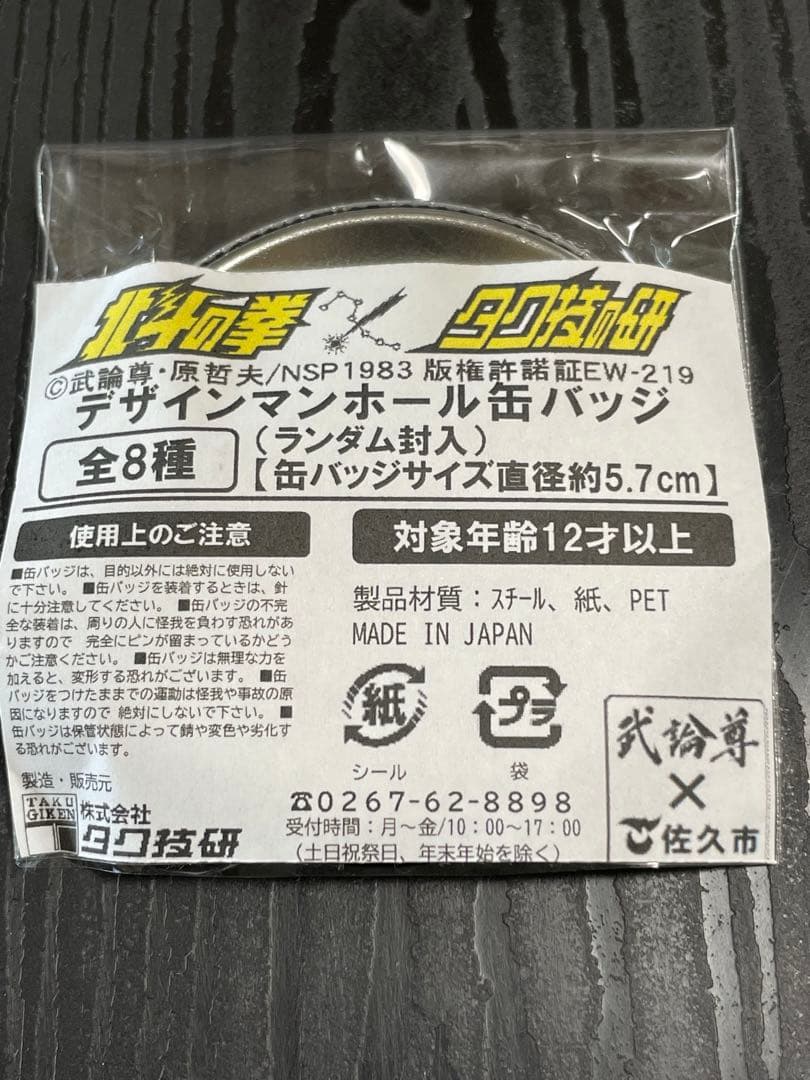 北斗の拳 × タク技の研
©武論尊・原哲夫/NSP1983 版権許諾証EW-219
デザインマンホール缶バッジ
全8種
(ランダム封入)
【缶バッジサイズ直径約5.7cm】
使用上のご注意
■缶バッジは、目的以外には絶対に使用しない
で下さい。 ■缶バッジを装着するときは、針
に十分注意してください。 ■缶バッジの不完
全な装着は、周りの人に怪我を負わす恐れがあ
りますので 完全にピンが留まっているかどう
かご注意ください。 ■缶バッジは無理な力を
加えると、変形する恐れがございます。 ■缶
バッジをつけたままでの運動は怪我や事故の原
因になりますので 絶対にしないで下さい。 ■
缶バッジは保管状態によって錆や変色や劣化す
る恐れがございます。
製造・販売元
TAKU
GIKEN
株式会社
タク技研
対象年齢12才以上
製品材質:スチール、紙、PET
MADE IN JAPAN
紙
シール
プラ
袋
☎0267-62-8898
受付時間:月～金/10:00～17:00
(土日祝祭日、年末年始を除く)
武論尊
×
佐久市